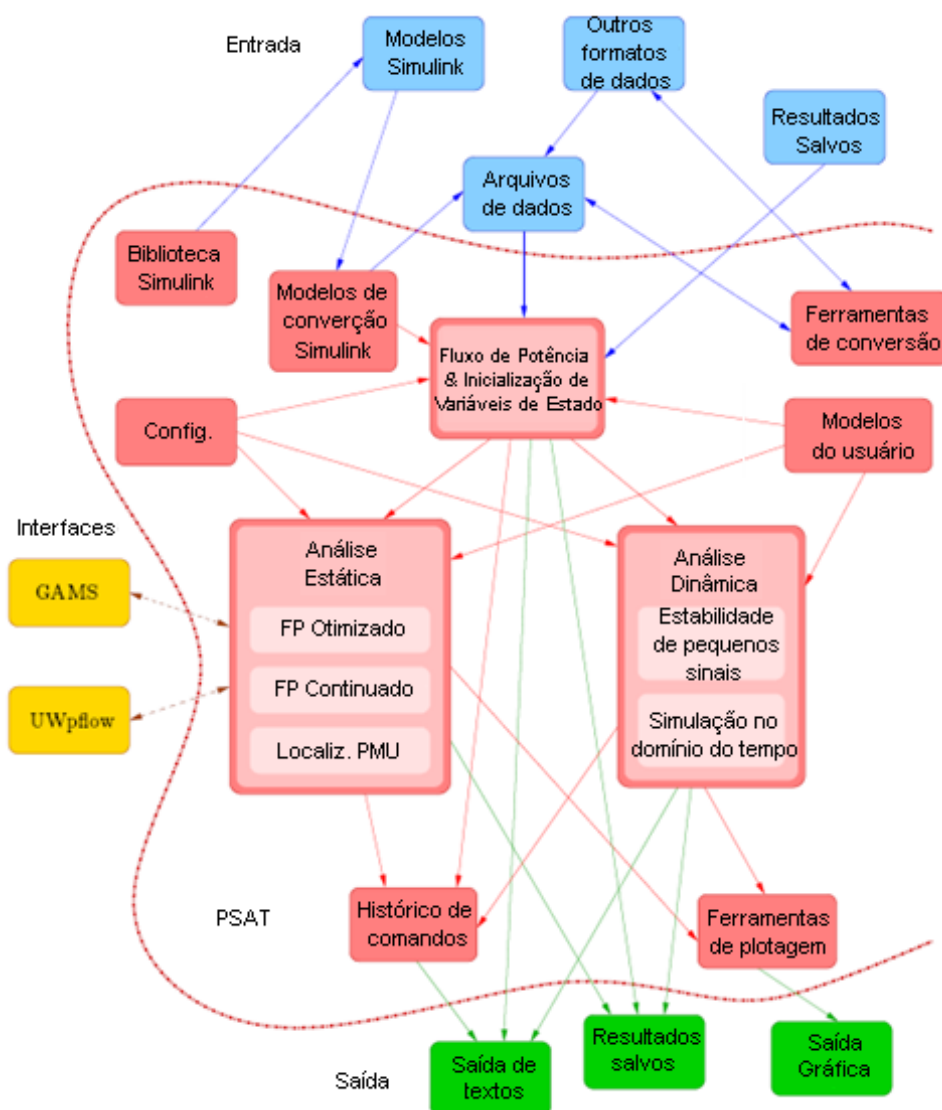 Entrada
Modelos
Simulink
Outros
formatos
de dados
Resultados
Salvos
Arquivos
de dados
Biblioteca
Simulink
Modelos de
converção
Simulink
Ferramentas
de conversão
Fluxo de Potência
& Inicialização de
Variáveis de Estado
Config.
Modelos
do usuário
Interfaces
GAMS
UWpflow
Análise
Estática
FP Otimizado
FP Continuado
Localiz. PMU
Análise
Dinâmica
Estabilidade
de pequenos
sinais
Simulação no
domínio do tempo
PSAT
Histórico de
comandos
Ferramentas
de plotagem
Saída
Saída de
textos
Resultados
salvos
Saída
Gráfica